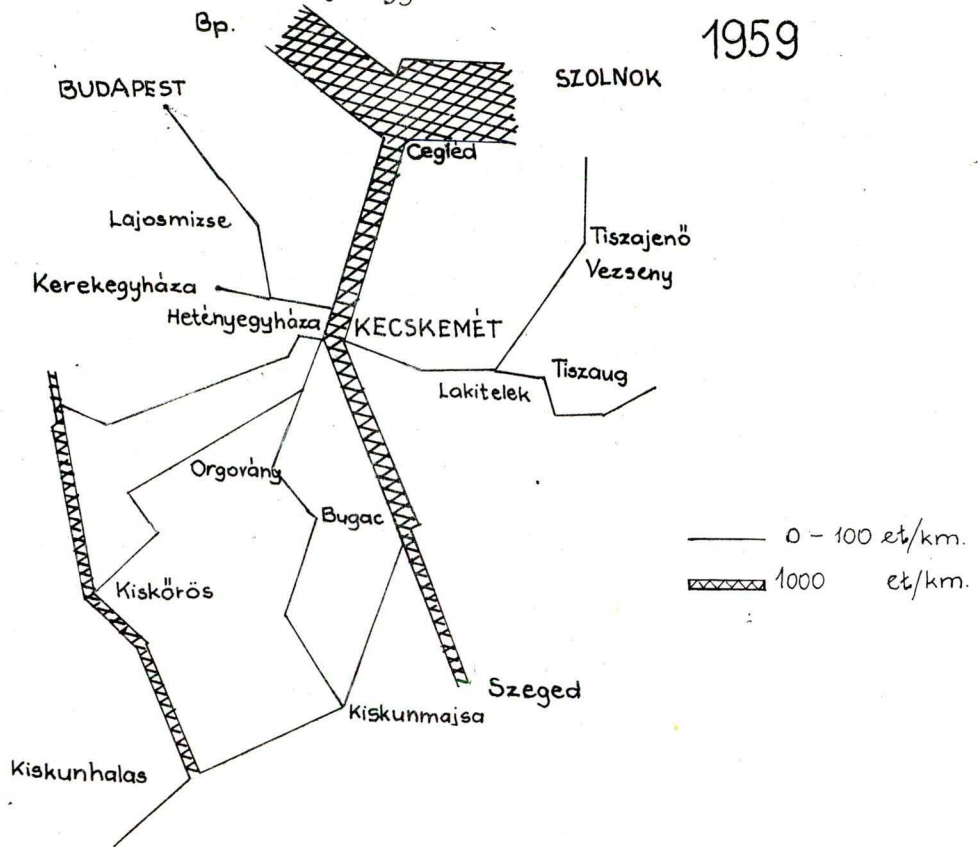 Bp.
1959
SZOLNOK
BUDAPEST
Cegléd
Lajosmizse
Tiszajenő
Vezseny
Kerekegyháza
Hetényegyháza
KECSKEMÉT
Tiszaug
Lakitelek
Orgovány
Bugac
0 - 100 et/km.
1000 et/km.
Kiskőrös
Szeged
Kiskunmajsa
Kiskunhalas